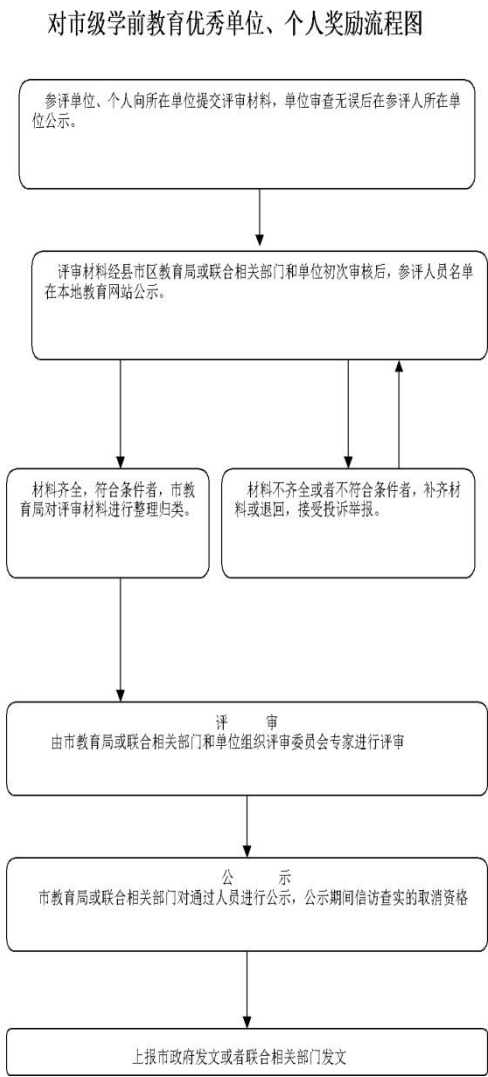 对市级学前教育优秀单位、个人奖励流程图
参评单位、个人向所在单位提交评审材料，单位审查无误后在参评人所在单
位公示。
评审材料经县市区教育局或联合相关部门和单位初次审核后，参评人员名单
在本地教育网站公示。
材料齐全，符合条件者，市教
育局对评审材料进行整理归类。
材料不齐全或者不符合条件者，补齐材
料或退回，接受投诉举报。
评 审
由市教育局或联合相关部门和单位组织评审委员会专家进行评审
公 示
市教育局或联合相关部门对通过人员进行公示，公示期间信访查实的取消资格
上报市政府发文或者联合相关部门发文